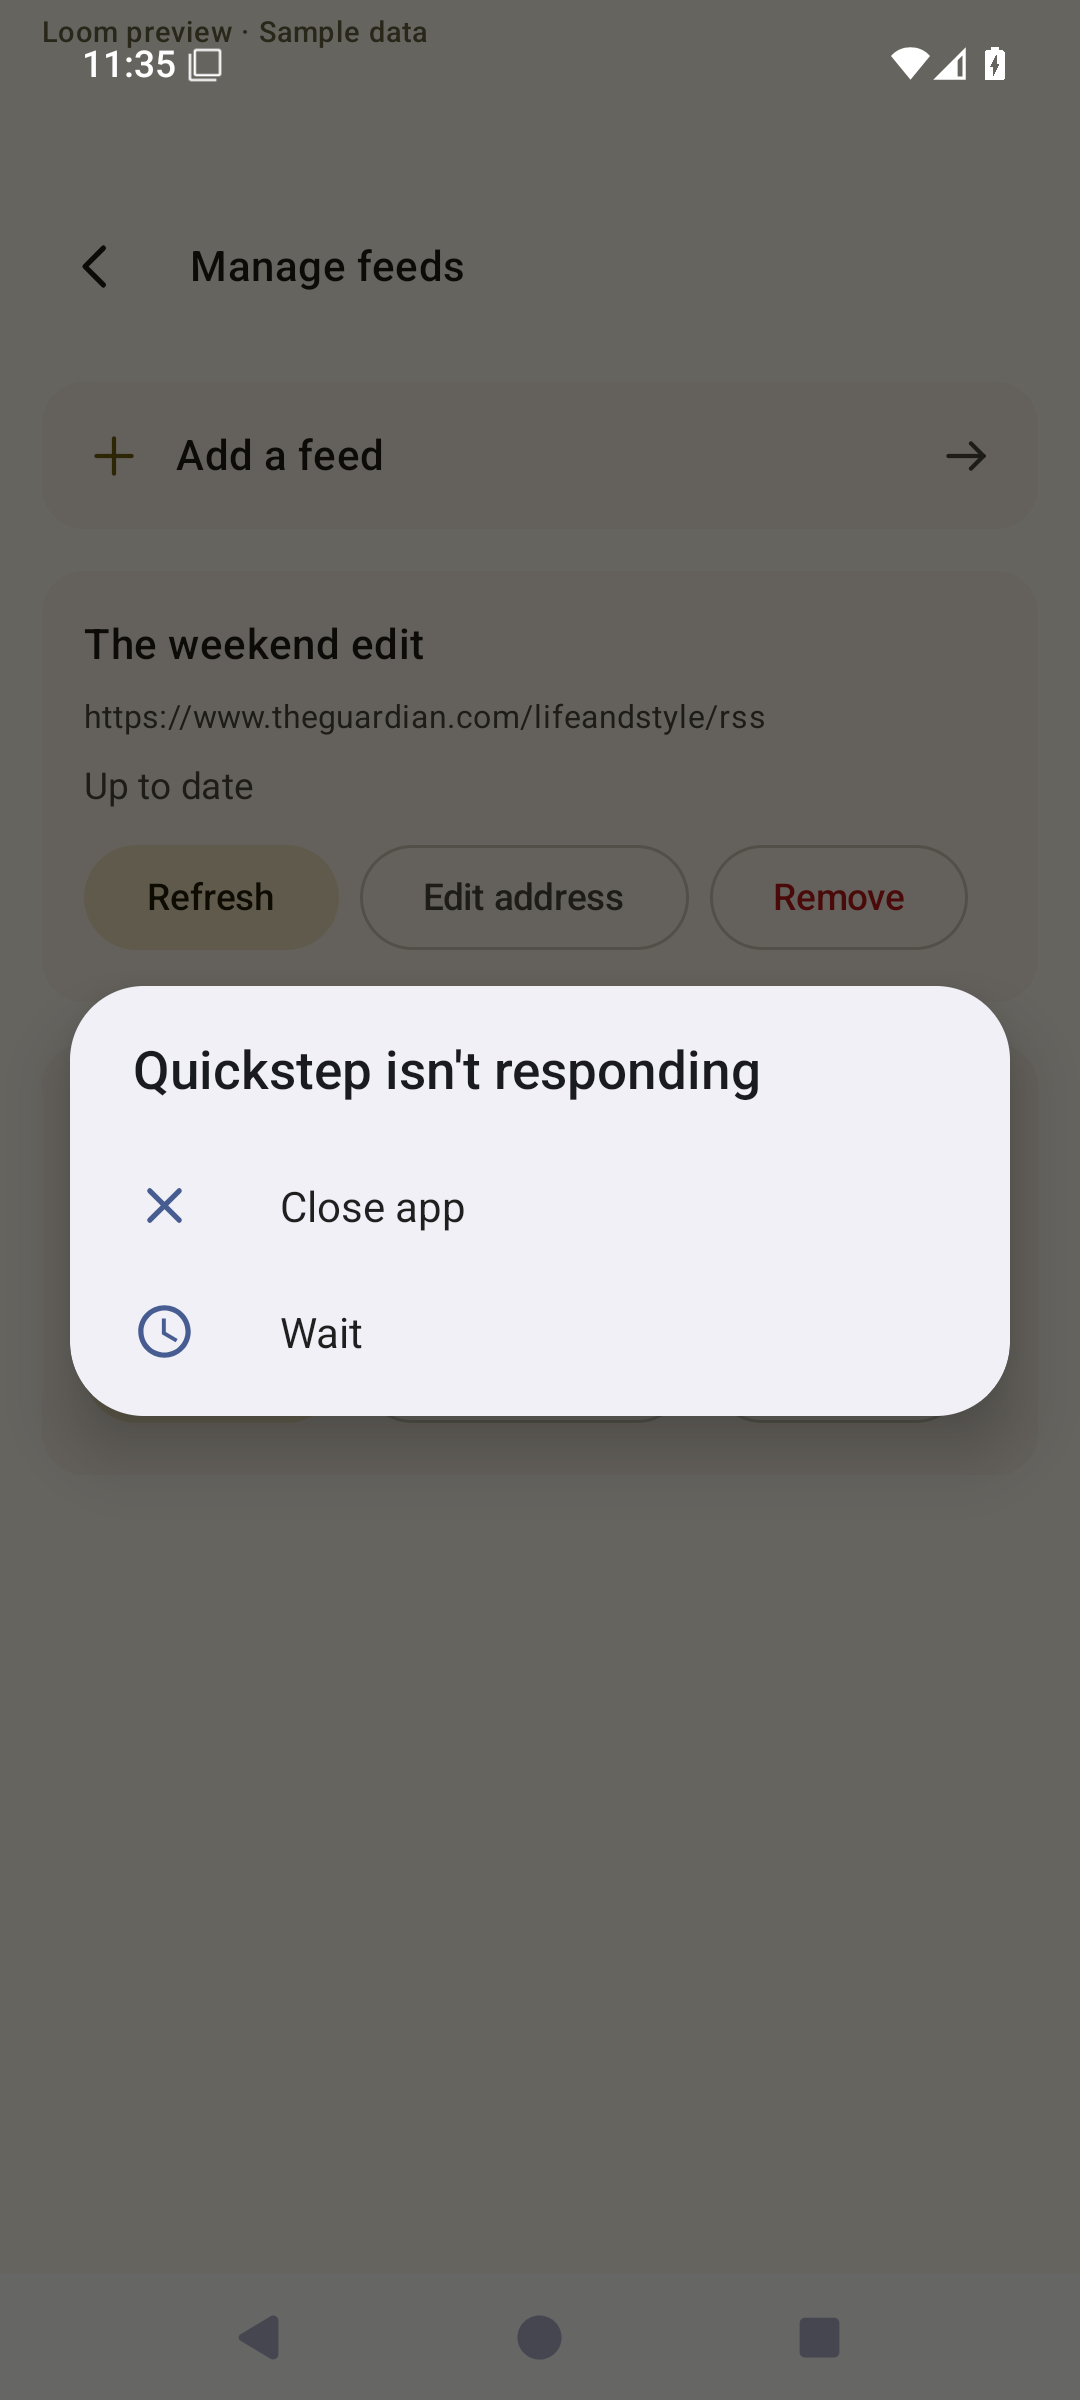 Loom preview · Sample data
11:35
Manage feeds
Add a feed
The weekend edit
https://www.theguardian.com/lifeandstyle/rss
Up to date
Refresh
Edit address
Remove
Quickstep isn't responding
Close app
Wait